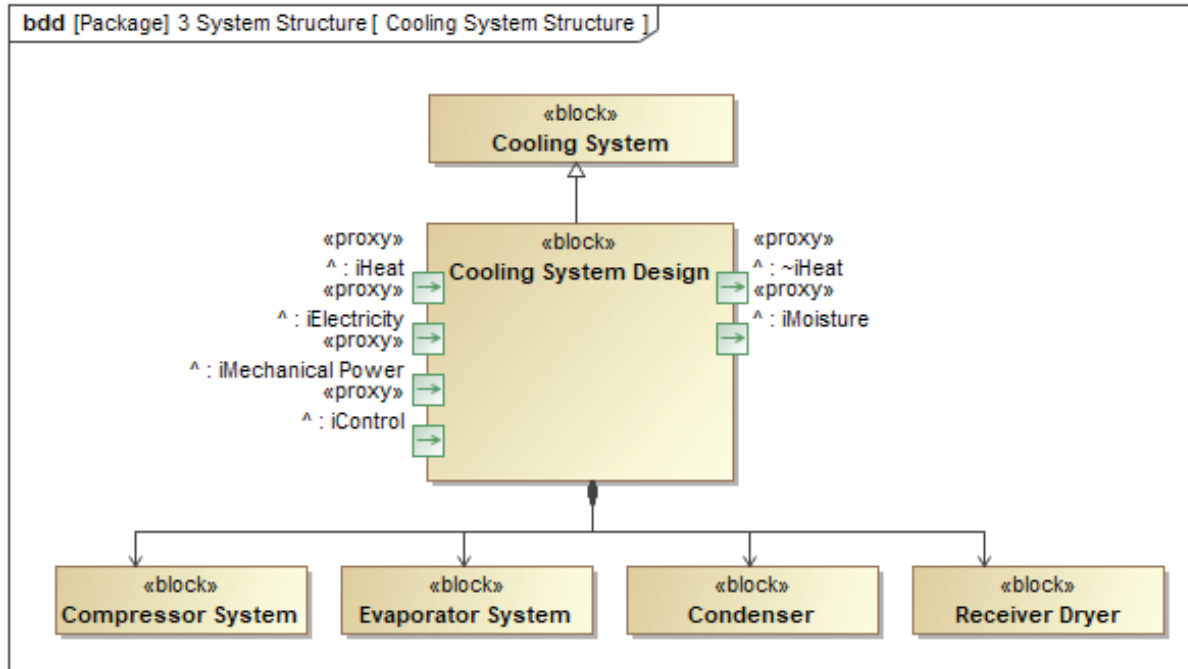 bdd [Package] 3 System Structure [ Cooling System Structure ]
«block»
Cooling System
«proxy»
^ : iHeat
«proxy»
^ : iElectricity
«proxy»
^ : iMechanical Power
«proxy»
^ : iControl
«block»
Cooling System Design
«proxy»
^ : ~iHeat
«proxy»
^ : iMoisture
«block»
Compressor System
«block»
Evaporator System
«block»
Condenser
«block»
Receiver Dryer